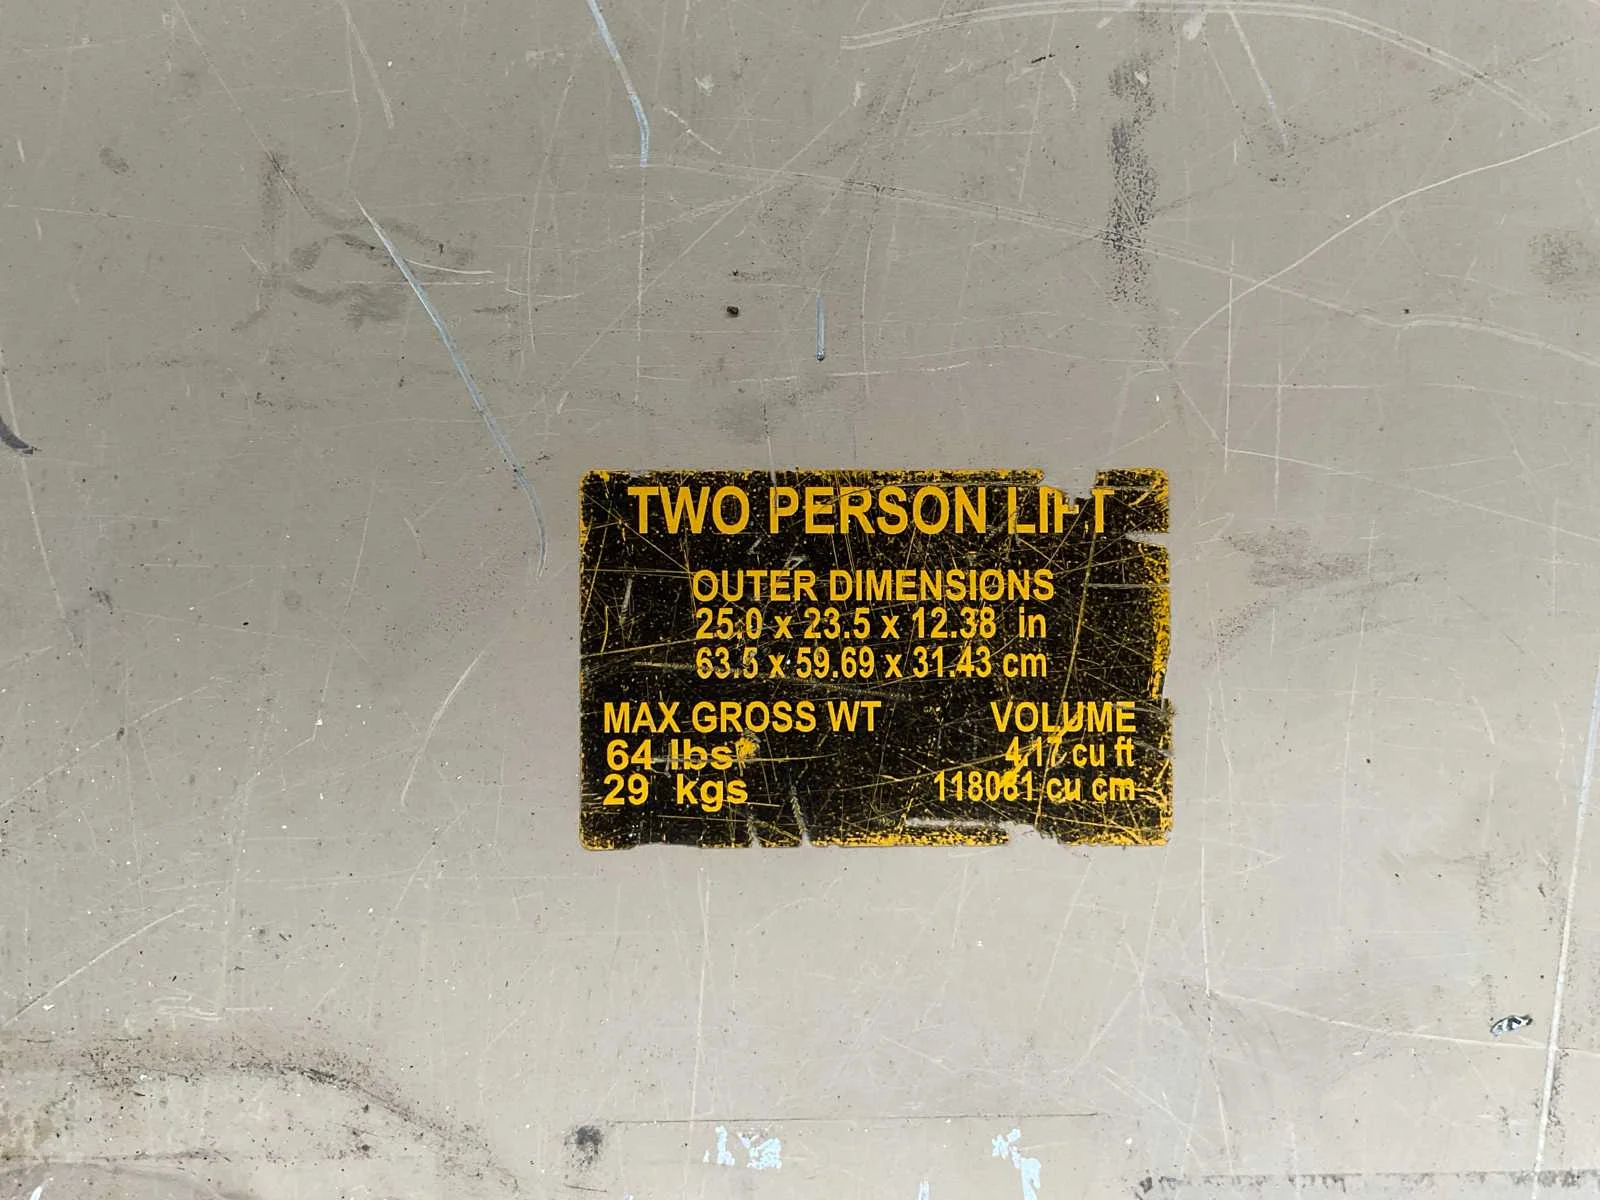 TWO PERSON LIFT
OUTER DIMENSIONS
25.0 x 23.5 x 12.38 in
63.5 x 59.69 x 31.43 cm
MAX GROSS WT
64 lbs
29 kgs
VOLUME
4.17 cu ft
118081 cu cm